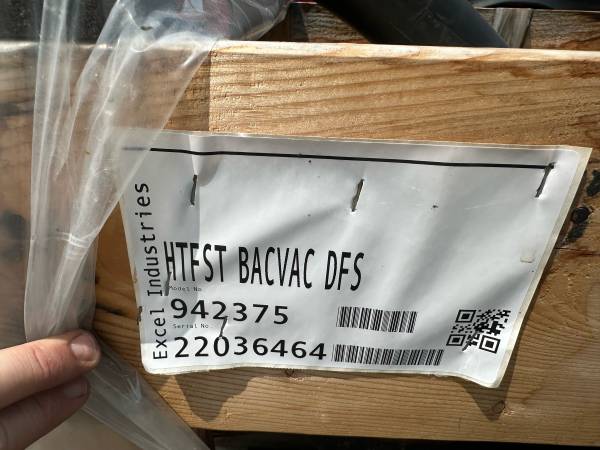 Excel Industries
HTFST BACVAC DFS
Model No
942375
Serial No
22036464